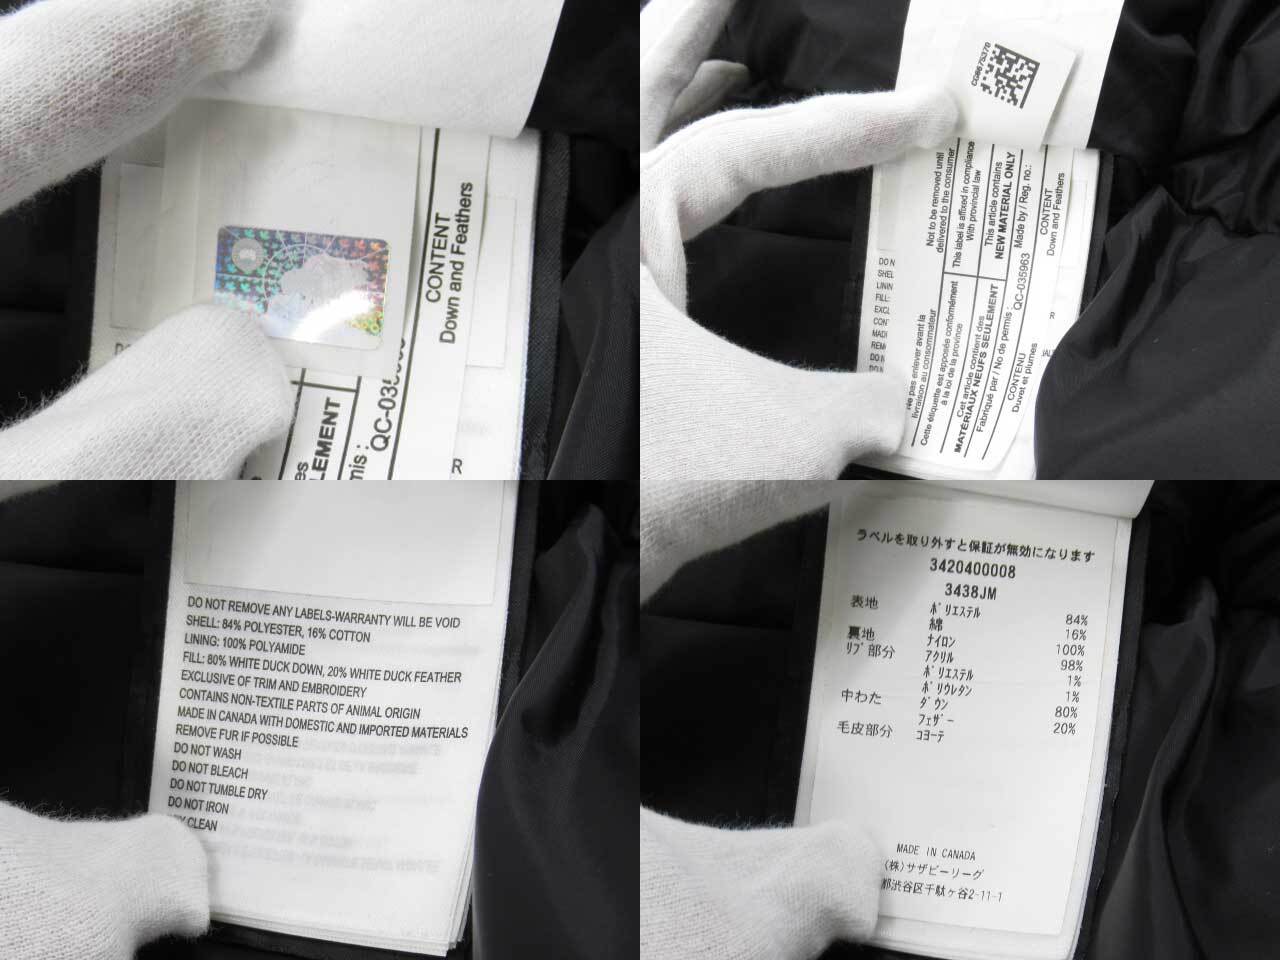 CONTENT
Down and Feathers
LEMENT
QC-035
R
CG9675370
Not to be removed until
delivered to the consumer
This label is affixed in compliance
With provincial law
This article contains
NEW MATERIAL ONLY
Made by / Reg. no.:
QC-035963
CONTENT
Down and Feathers
Ne pas enlever avant la
livraison au consommateur
Cette étiquette est apposée conformément
à la loi de la province
Cet article contient des
MATÉRIAUX NEUFS SEULEMENT
Fabriqué par / No de permis :
CONTENU
Duvet et plumes
DO NOT REMOVE ANY LABELS-WARRANTY WILL BE VOID
SHELL: 84% POLYESTER, 16% COTTON
LINING: 100% POLYAMIDE
FILL: 80% WHITE DUCK DOWN, 20% WHITE DUCK FEATHER
EXCLUSIVE OF TRIM AND EMBROIDERY
CONTAINS NON-TEXTILE PARTS OF ANIMAL ORIGIN
MADE IN CANADA WITH DOMESTIC AND IMPORTED MATERIALS
REMOVE FUR IF POSSIBLE
DO NOT WASH
DO NOT BLEACH
DO NOT TUMBLE DRY
DO NOT IRON
CLEAN
ラベルを取り外すと保証が無効になります
3420400008
3438JM
表地 ﾎﾟﾘｴｽﾃﾙ 84%
綿 16%
裏地 ﾅｲﾛﾝ 100%
ﾘﾌﾞ部分 ｱｸﾘﾙ 98%
ﾎﾟﾘｴｽﾃﾙ 1%
ﾎﾟﾘｳﾚﾀﾝ 1%
中わた ﾀﾞｳﾝ 80%
ﾌｪｻﾞｰ 20%
毛皮部分 ｺﾖｰﾃ
MADE IN CANADA
(株)サザビーリーグ
都渋谷区千駄ヶ谷2-11-1